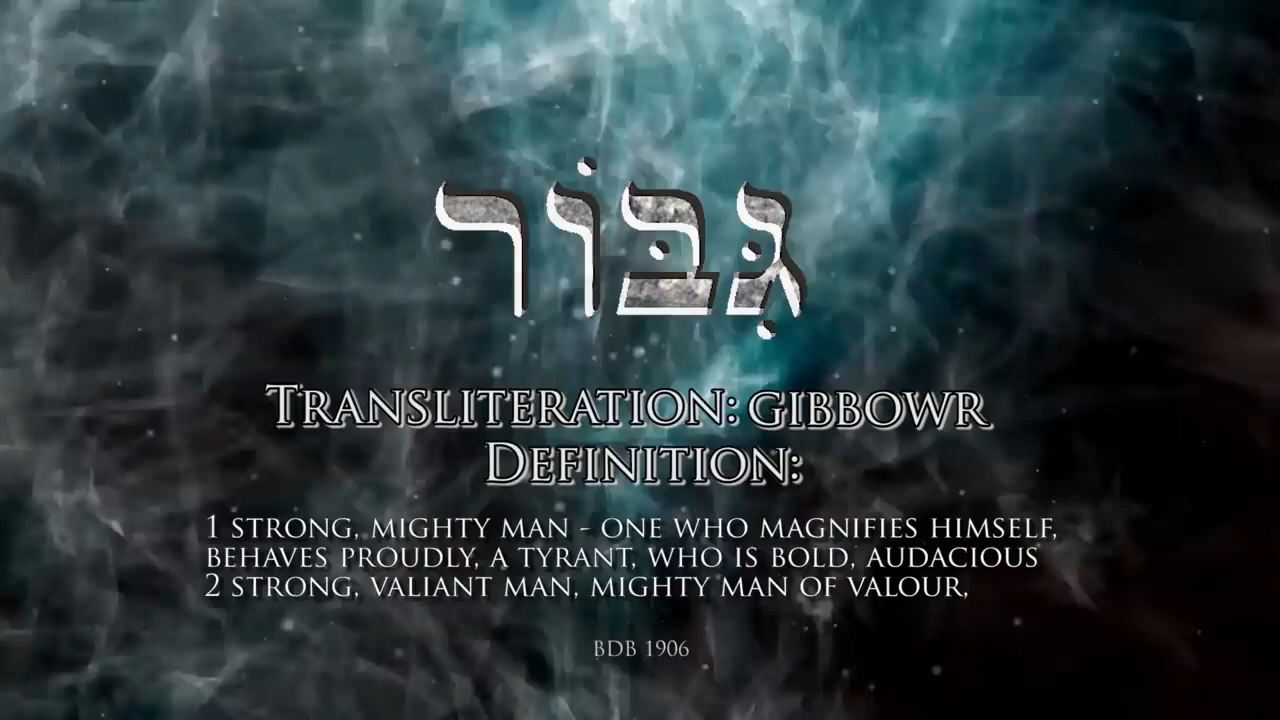 גִּבּוֹר
Transliteration: gibbowr
Definition:
1 strong, mighty man - one who magnifies himself,
behaves proudly, a tyrant, who is bold, audacious
2 strong, valiant man, mighty man of valour,
BDB 1906